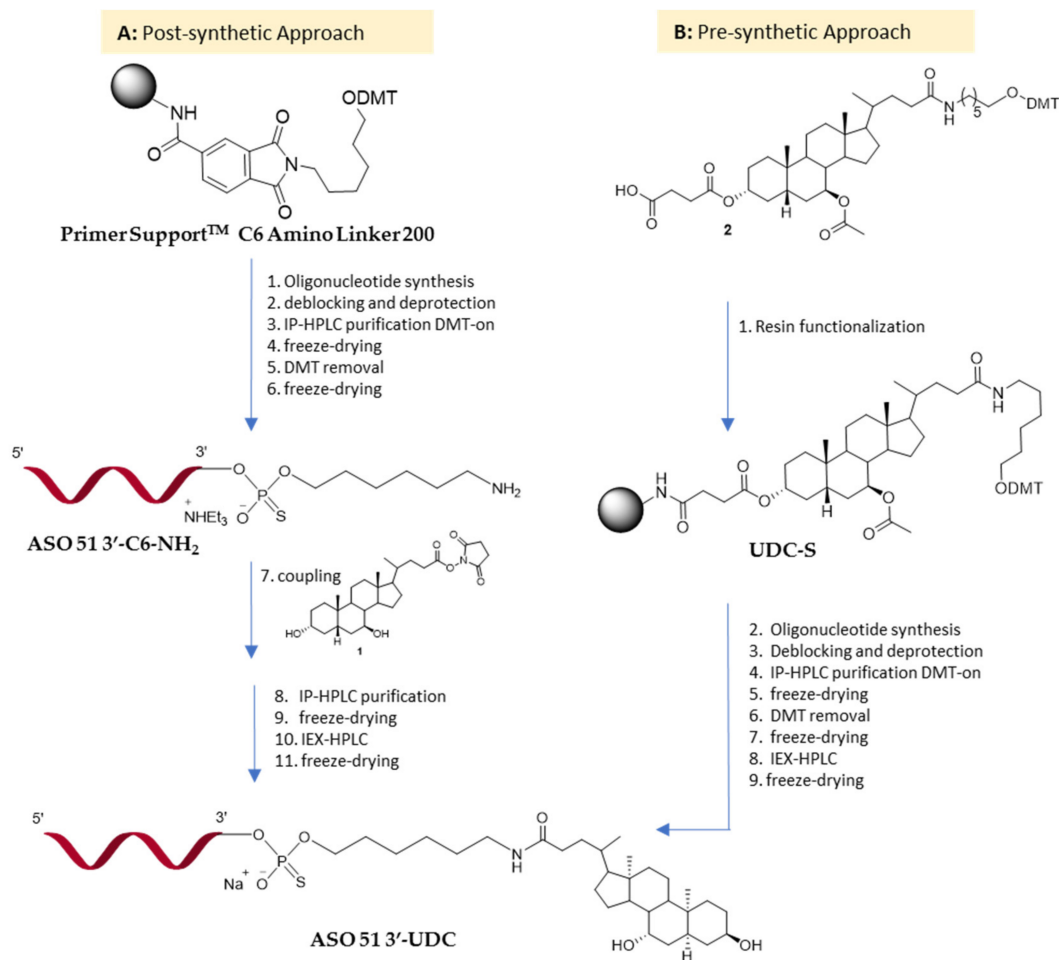 A: Post-synthetic Approach
ODMT
NH
O
O
N
O
Primer Support™ C6 Amino Linker 200
1. Oligonucleotide synthesis
2. deblocking and deprotection
3. IP-HPLC purification DMT-on
4. freeze-drying
5. DMT removal
6. freeze-drying
5'
3'
O
O
P
-O
S
+
NHEt3
NH2
ASO 51 3'-C6-NH2
7. coupling
O
O
N
O
O
HO
H
OH
1
8. IP-HPLC purification
9. freeze-drying
10. IEX-HPLC
11. freeze-drying
B: Pre-synthetic Approach
O
N
H
5
O
DMT
O
HO
O
O
H
O
O
2
1. Resin functionalization
O
NH
ODMT
NH
O
O
O
H
O
O
UDC-S
2. Oligonucleotide synthesis
3. Deblocking and deprotection
4. IP-HPLC purification DMT-on
5. freeze-drying
6. DMT removal
7. freeze-drying
8. IEX-HPLC
9. freeze-drying
5'
3'
O
O
P
-O
S
Na+
N
H
O
HO
H
OH
ASO 51 3'-UDC